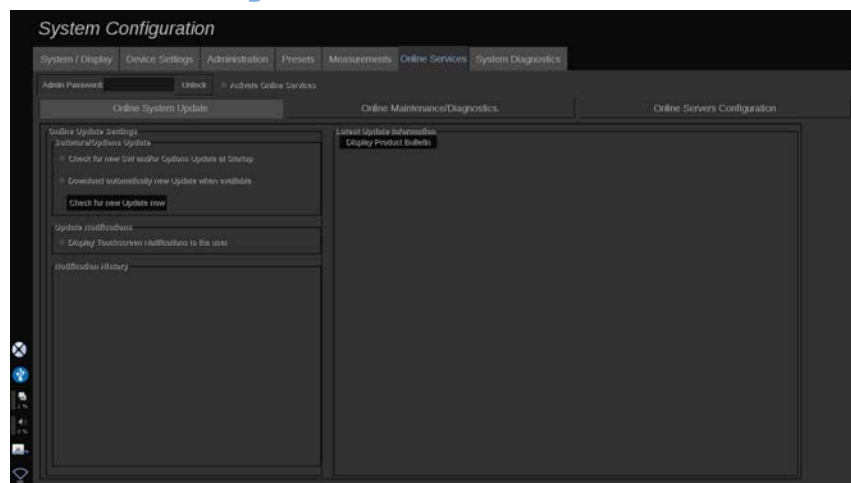 System Configuration
System / Display Device Settings Administration Presets Measurements Online Services System Diagnostics
Admin Password: Unlock Activate Online Services
Online System Update Online Maintenance/Diagnostics. Online Servers Configuration
Online Update Settings
Software/Options Update
Check for new SW and/or Options Update at Startup
Download automatically new Update when available
Check for new Update now
Update Notifications
Display Touchscreen Notifications to the user
Notification History
Latest Update Information
Display Product Bulletin